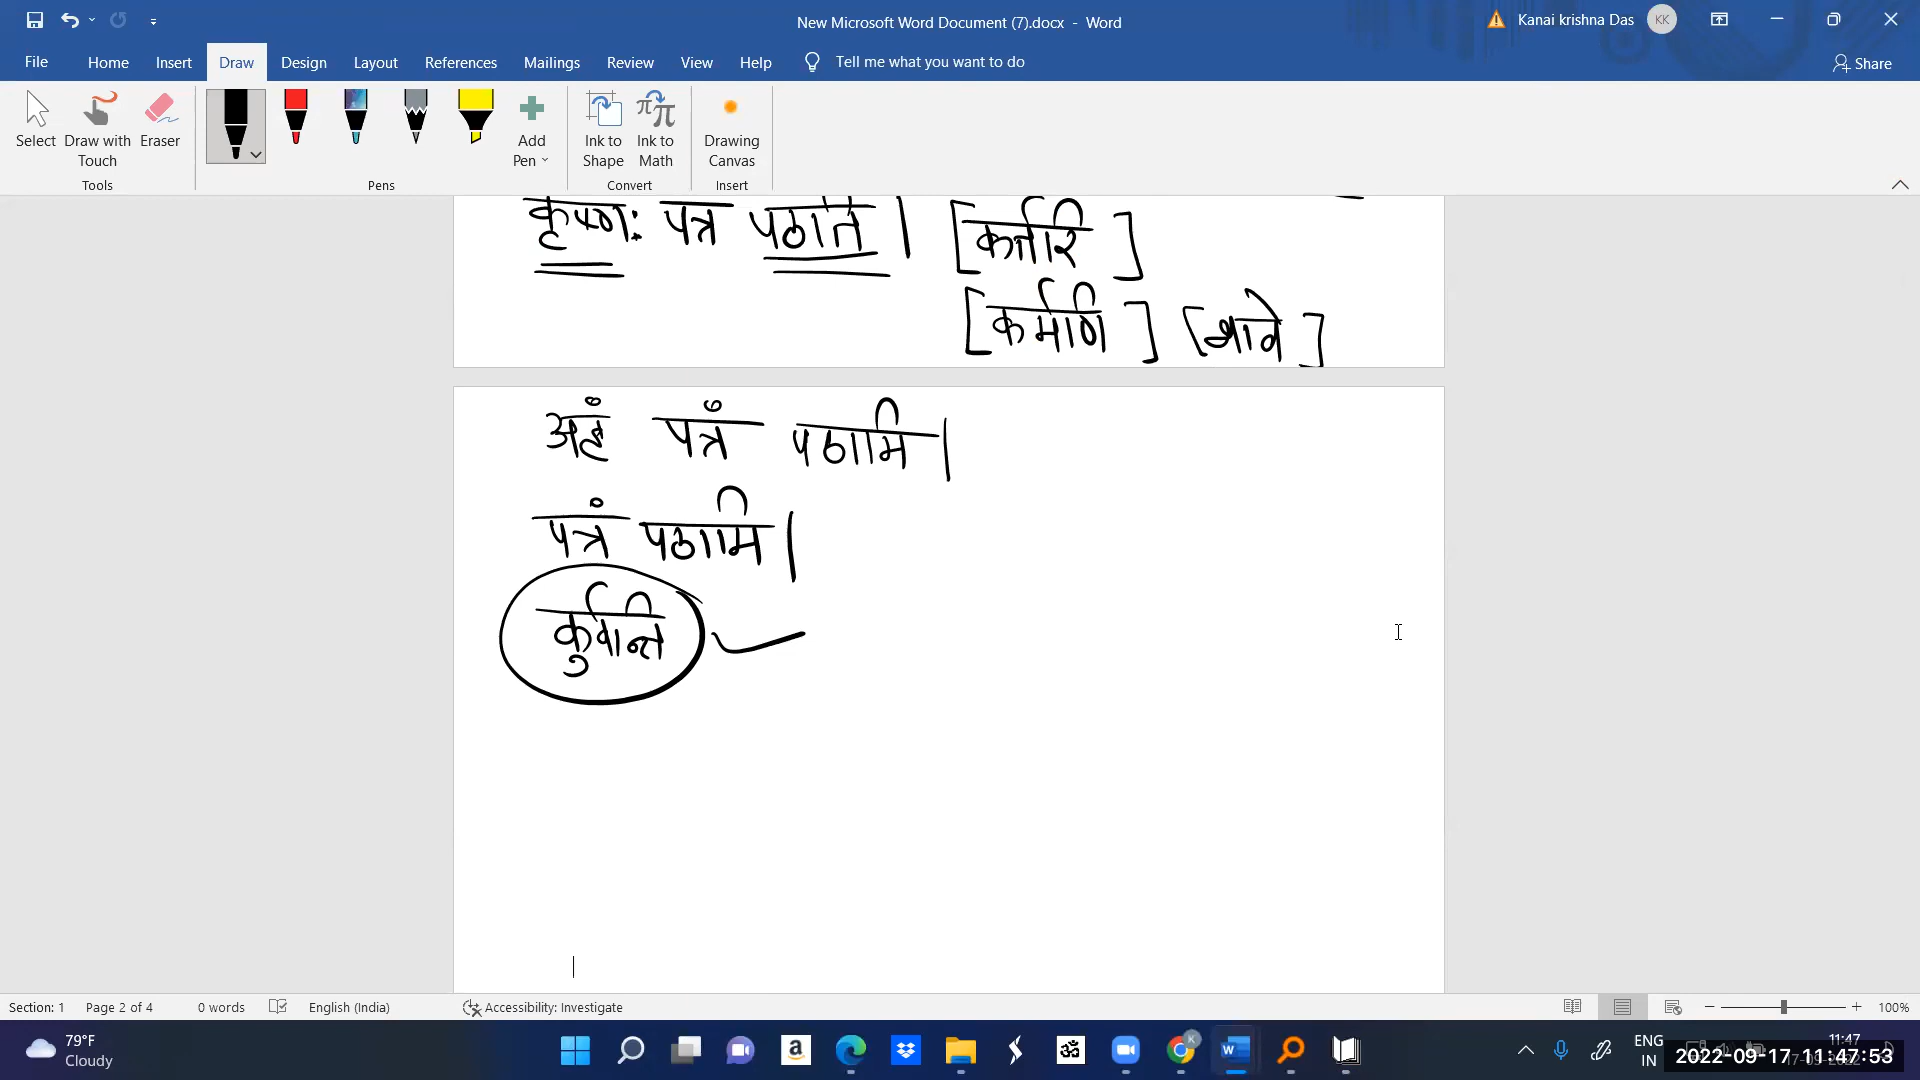 New Microsoft Word Document (7).docx - Word
Kanai krishna Das KK
File Home Insert Draw Design Layout References Mailings Review View Help Tell me what you want to do Share
Select Draw with Touch Eraser
Add Pen
Ink to Shape Ink to Math
Drawing Canvas
Tools Pens Convert Insert
कृष्णः पत्र पठति । [कर्त्तरि]
[कर्मणि] [भावे]
अहं पत्रं पठामि ।
पत्रं पठामि ।
कुर्वन्ति
Section: 1 Page 2 of 4 0 words English (India) Accessibility: Investigate 100%
79°F
Cloudy
ENG
IN
11:47
2022-09-17 11:47:53